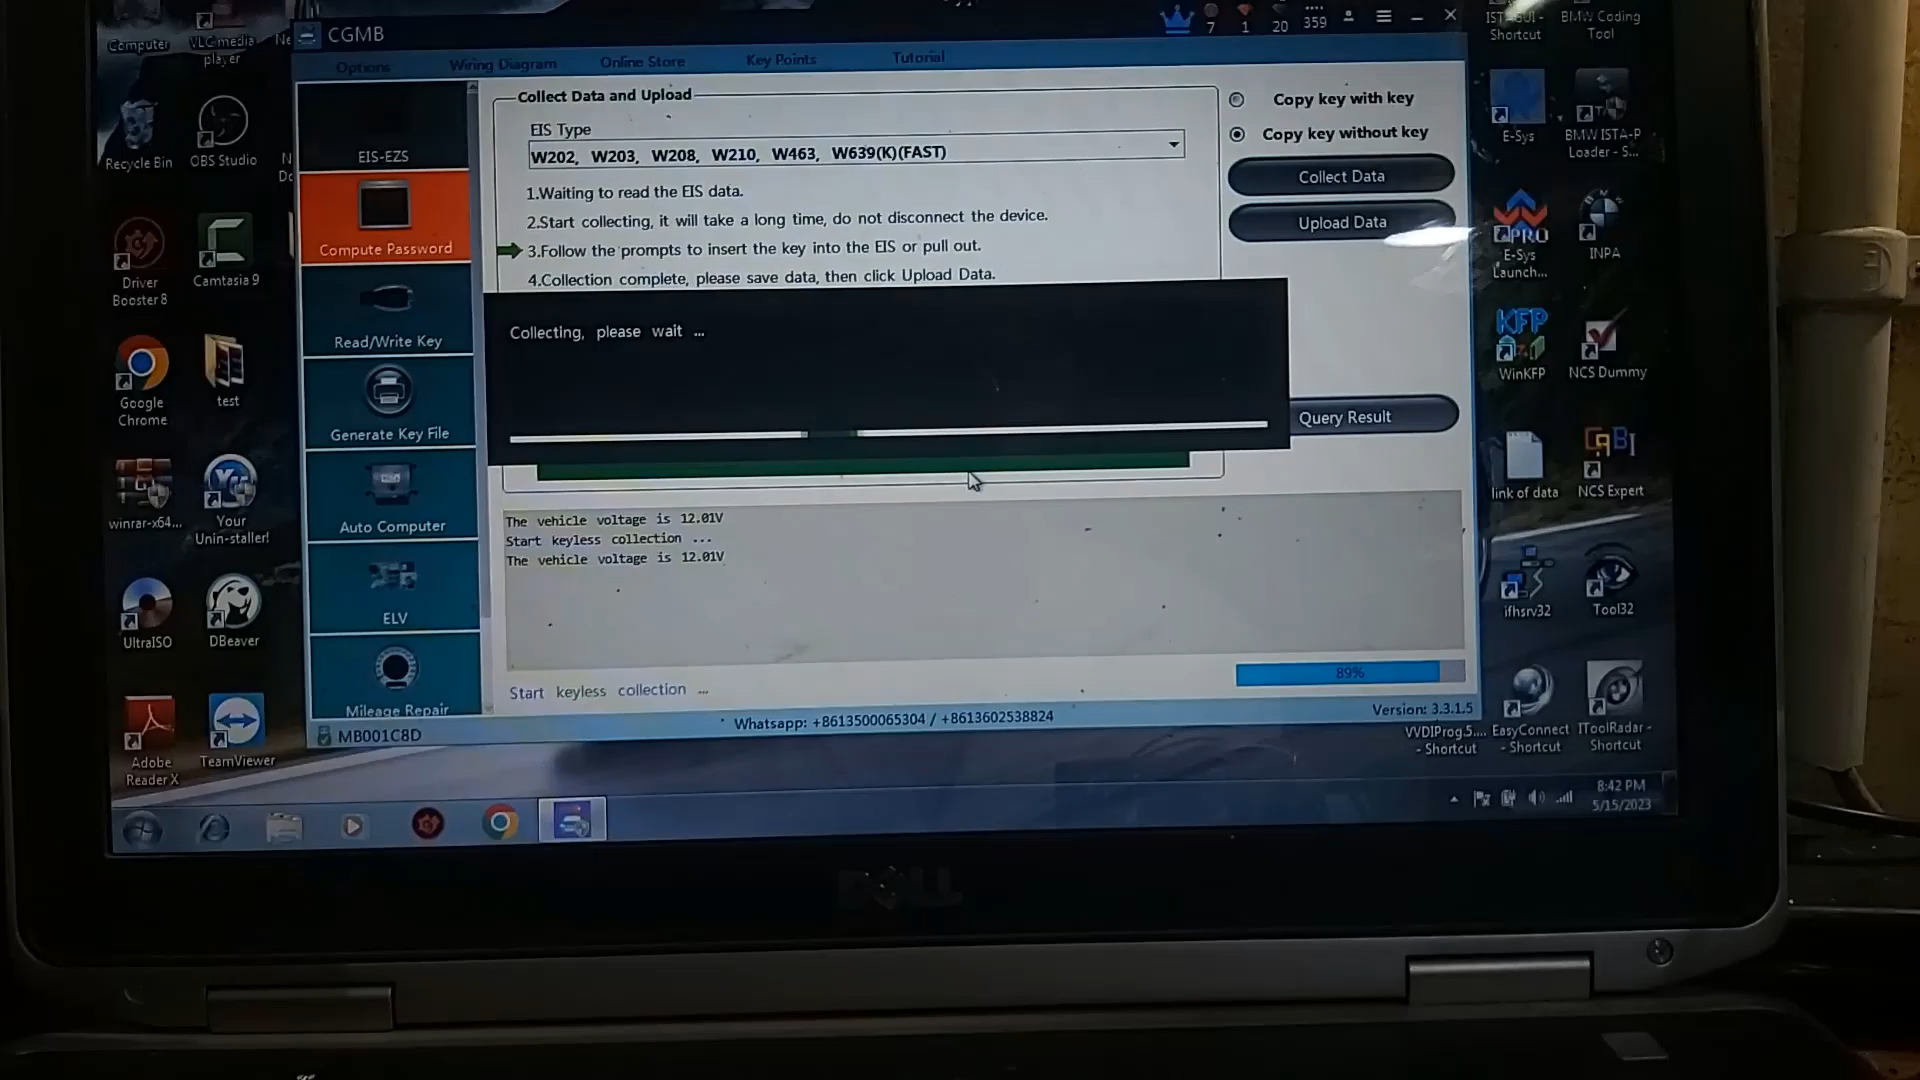 CGMB
7
1
20
359
Options
Wiring Diagram
Online Store
Key Points
Tutorial
EIS-EZS
Compute Password
Read/Write Key
Generate Key File
Auto Computer
ELV
Mileage Repair
Collect Data and Upload
EIS Type
W202, W203, W208, W210, W463, W639(K)(FAST)
1.Waiting to read the EIS data.
2.Start collecting, it will take a long time, do not disconnect the device.
3.Follow the prompts to insert the key into the EIS or pull out.
4.Collection complete, please save data, then click Upload Data.
Copy key with key
Copy key without key
Collect Data
Upload Data
Query Result
Collecting, please wait ...
The vehicle voltage is 12.01V
Start keyless collection ...
The vehicle voltage is 12.01V
Start keyless collection ...
89%
MB001C8D
Whatsapp: +8613500065304 / +8613602538824
Version: 3.3.1.5
Computer
VLC media
player
Ne
Recycle Bin
OBS Studio
N
Dc
Driver
Booster 8
Camtasia 9
Google
Chrome
test
winrar-x64...
Your
Unin-staller!
UltraISO
DBeaver
Adobe
Reader X
TeamViewer
Shortcut
BMW Coding
Tool
E-Sys
BMW ISTA-P
Loader - S...
PRO
E-Sys
Launch...
INPA
KFP
WinKFP
NCS Dummy
link of data
NCS Expert
ifhsrv32
Tool32
VVDIProg.5....
- Shortcut
EasyConnect
- Shortcut
IToolRadar -
Shortcut
8:42 PM
5/15/2023
DELL